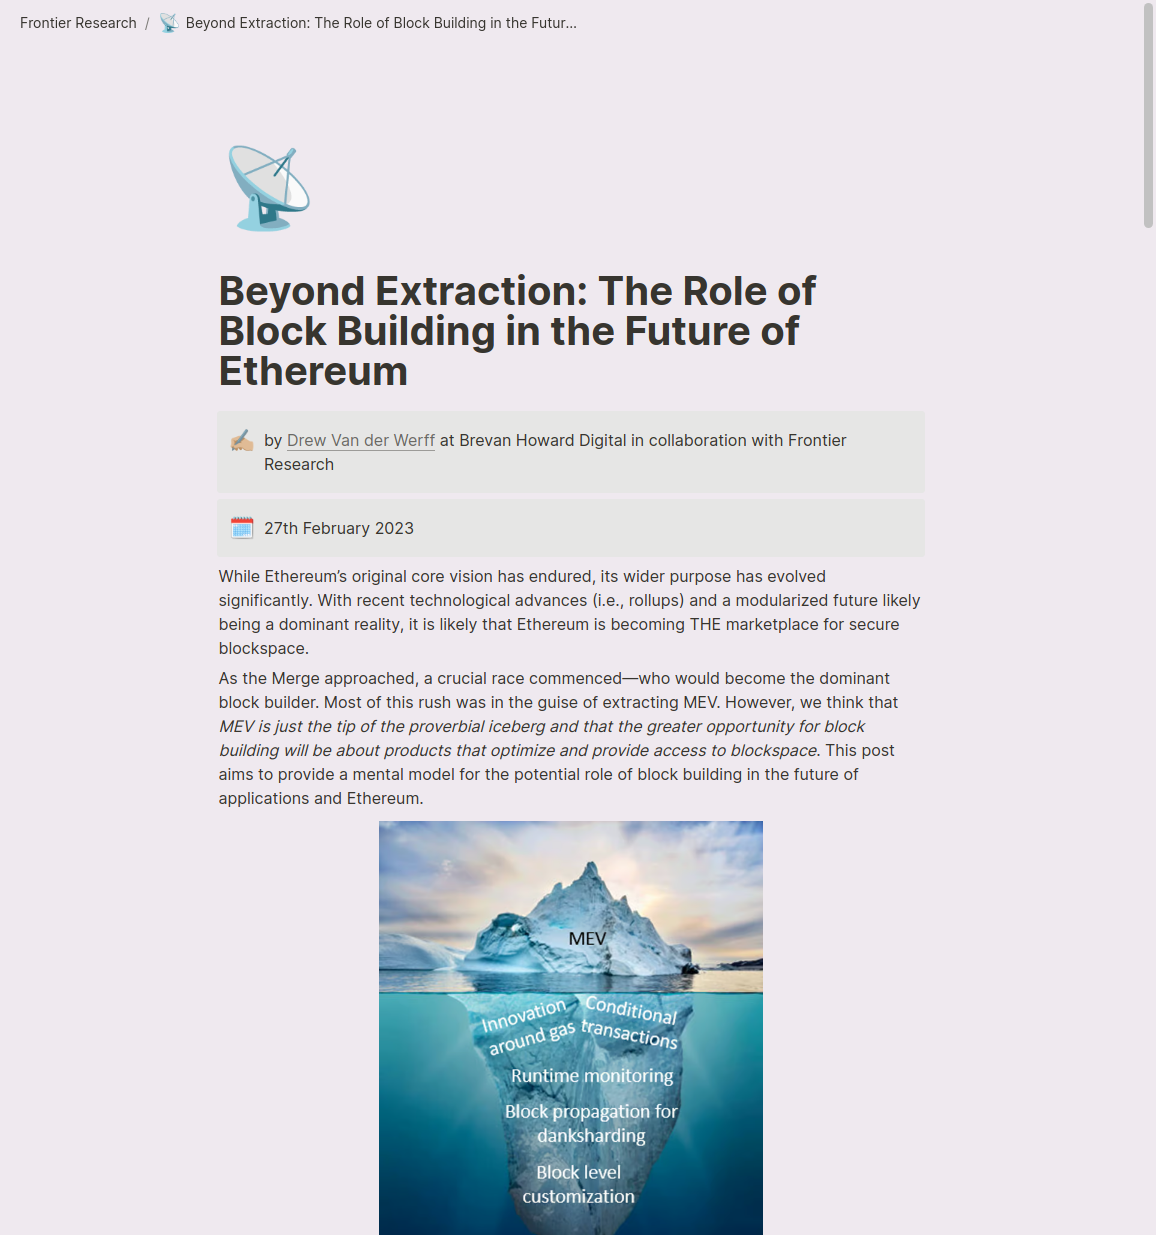 Frontier Research / Beyond Extraction: The Role of Block Building in the Futur...
Beyond Extraction: The Role of
Block Building in the Future of
Ethereum
by Drew Van der Werff at Brevan Howard Digital in collaboration with Frontier
Research
27th February 2023
While Ethereum’s original core vision has endured, its wider purpose has evolved
significantly. With recent technological advances (i.e., rollups) and a modularized future likely
being a dominant reality, it is likely that Ethereum is becoming THE marketplace for secure
blockspace.
As the Merge approached, a crucial race commenced—who would become the dominant
block builder. Most of this rush was in the guise of extracting MEV. However, we think that
MEV is just the tip of the proverbial iceberg and that the greater opportunity for block
building will be about products that optimize and provide access to blockspace. This post
aims to provide a mental model for the potential role of block building in the future of
applications and Ethereum.
MEV
Innovation
around gas
Conditional
transactions
Runtime monitoring
Block propagation for
danksharding
Block level
customization